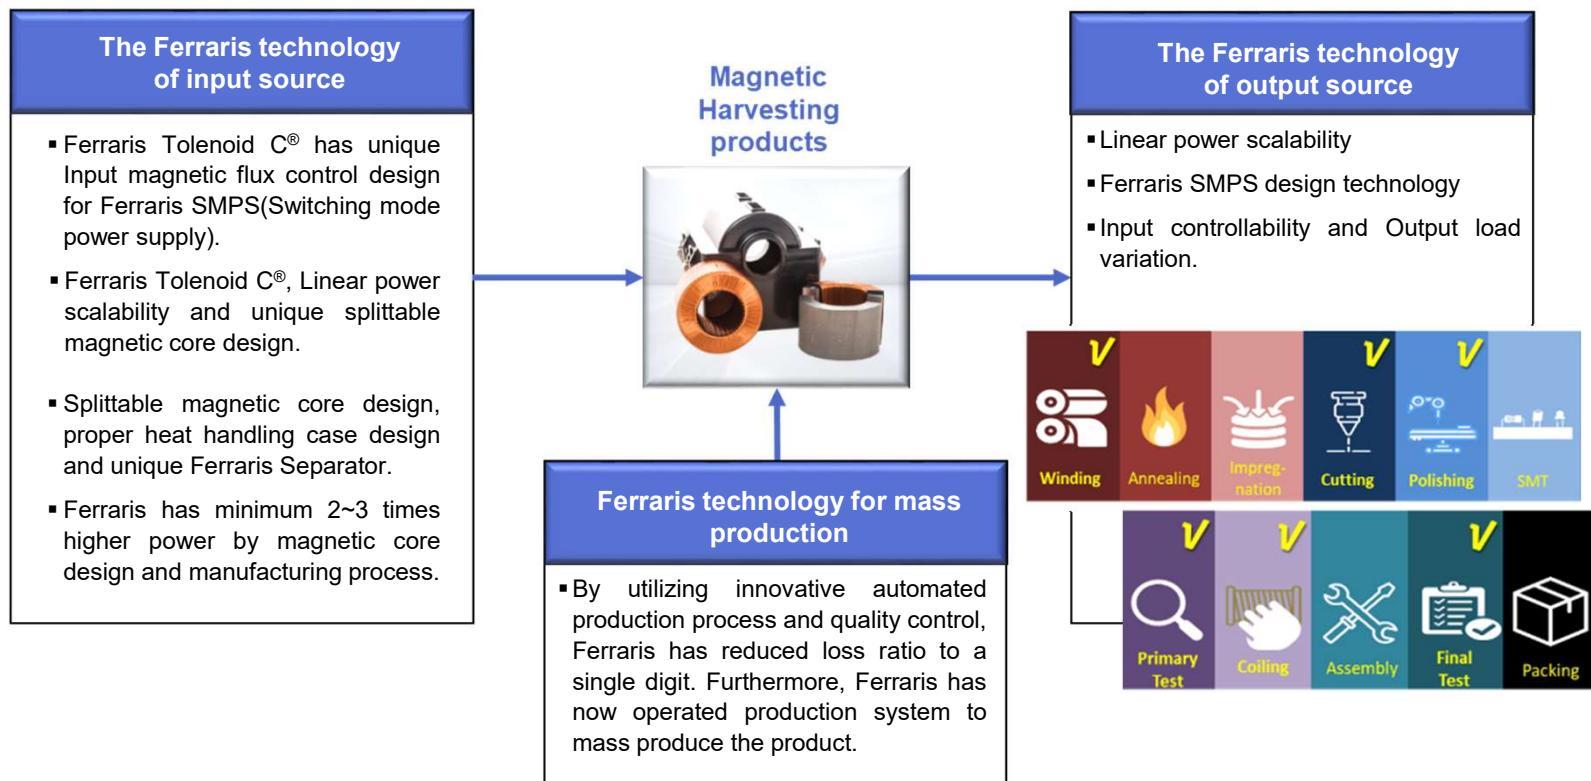 The Ferraris technology
of input source
▪ Ferraris Tolenoid C® has unique
Input magnetic flux control design
for Ferraris SMPS(Switching mode
power supply).
▪ Ferraris Tolenoid C®, Linear power
scalability and unique splittable
magnetic core design.
▪ Splittable magnetic core design,
proper heat handling case design
and unique Ferraris Separator.
▪ Ferraris has minimum 2~3 times
higher power by magnetic core
design and manufacturing process.
Magnetic
Harvesting
products
Ferraris technology for mass
production
▪ By utilizing innovative automated
production process and quality control,
Ferraris has reduced loss ratio to a
single digit. Furthermore, Ferraris has
now operated production system to
mass produce the product.
The Ferraris technology
of output source
▪ Linear power scalability
▪ Ferraris SMPS design technology
▪ Input controllability and Output load
variation.
V V V
Winding Annealing Impreg-
nation Cutting Polishing SMT
V V V
Primary
Test Coiling Assembly Final
Test Packing